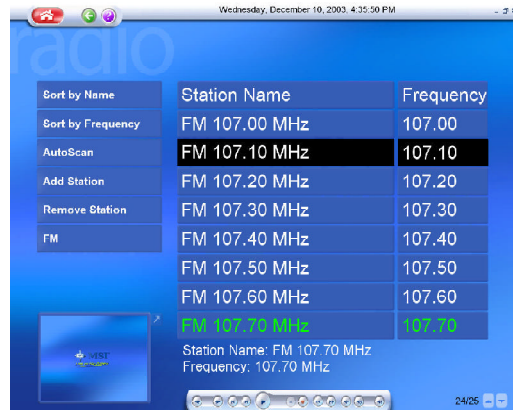 Wednesday, December 10, 2003, 4:35:50 PM
radio
Sort by Name
Sort by Frequency
AutoScan
Add Station
Remove Station
FM
Station Name Frequency
FM 107.00 MHz 107.00
FM 107.10 MHz 107.10
FM 107.20 MHz 107.20
FM 107.30 MHz 107.30
FM 107.40 MHz 107.40
FM 107.50 MHz 107.50
FM 107.60 MHz 107.60
FM 107.70 MHz 107.70
Station Name: FM 107.70 MHz
Frequency: 107.70 MHz
MST
24/25